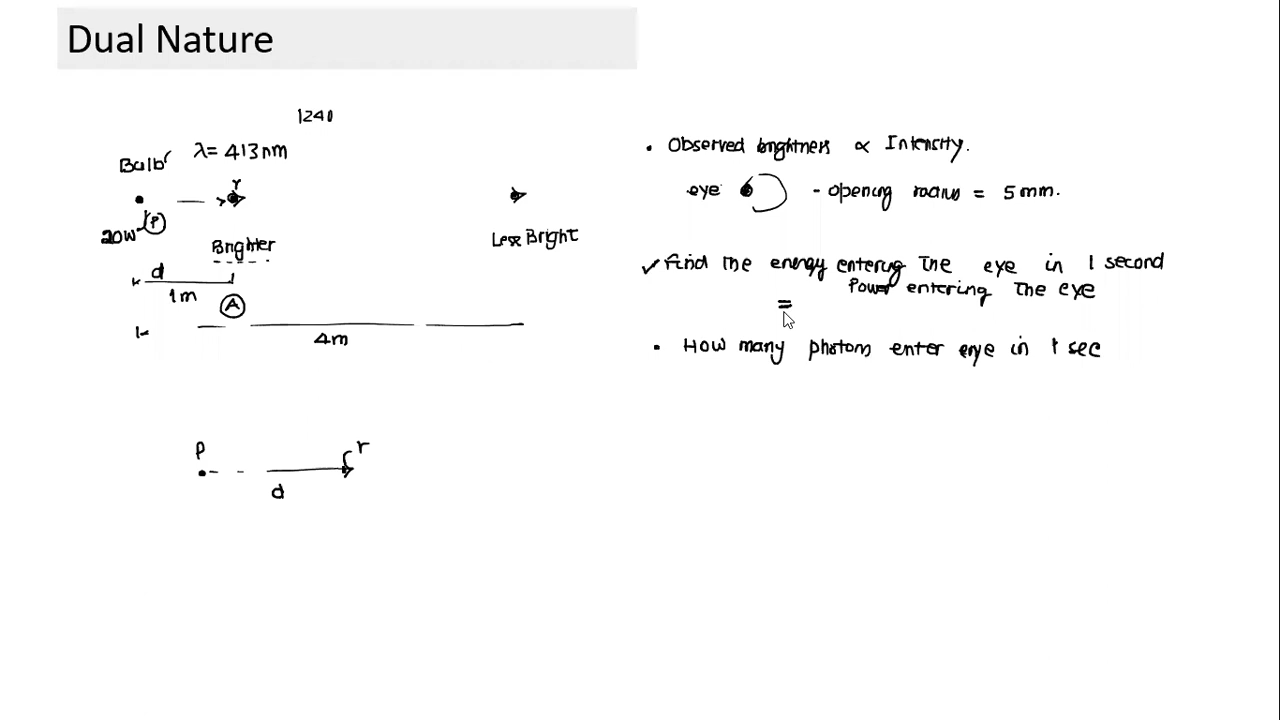 Dual Nature
1240
λ= 413nm
Bulb
r
20W (P)
Brighter
Less Bright
d
1m
A
4m
P
r
d
• Observed brightness ∝ Intensity.
eye - opening radius = 5mm.
✓ Find the energy entering the eye in 1 second
= Power entering the eye
• How many photons enter eye in 1 sec